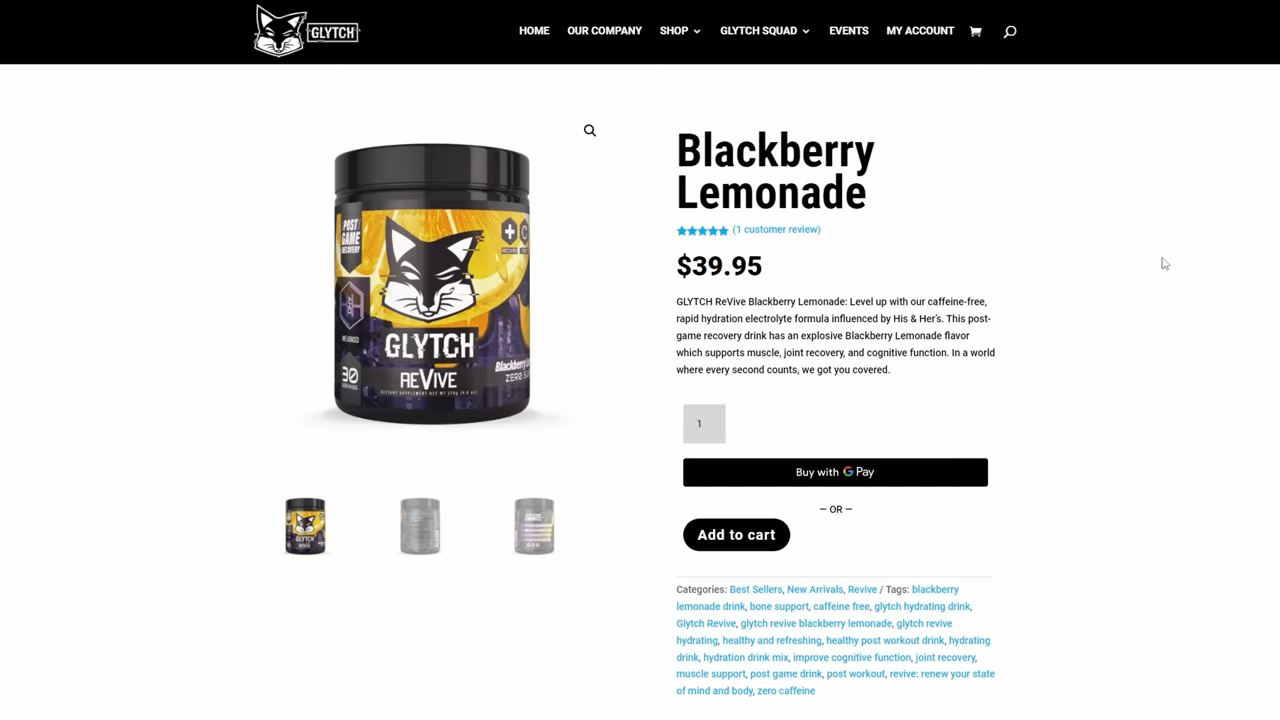 GLYTCH
HOME OUR COMPANY SHOP GLYTCH SQUAD EVENTS MY ACCOUNT
POST
GAME
RECOVERY
GLYTCH
REVIVE
30
Blackberry
ZERO
DIETARY SUPPLEMENT NET WT
Blackberry
Lemonade
(1 customer review)
$39.95
GLYTCH ReVive Blackberry Lemonade: Level up with our caffeine-free,
rapid hydration electrolyte formula influenced by His & Her's. This post-
game recovery drink has an explosive Blackberry Lemonade flavor
which supports muscle, joint recovery, and cognitive function. In a world
where every second counts, we got you covered.
1
Buy with G Pay
— OR —
Add to cart
Categories: Best Sellers, New Arrivals, Revive / Tags: blackberry
lemonade drink, bone support, caffeine free, glytch hydrating drink,
Glytch Revive, glytch revive blackberry lemonade, glytch revive
hydrating, healthy and refreshing, healthy post workout drink, hydrating
drink, hydration drink mix, improve cognitive function, joint recovery,
muscle support, post game drink, post workout, revive: renew your state
of mind and body, zero caffeine